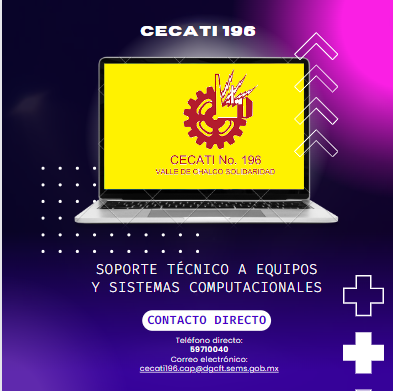 CECATI 196
CECATI No. 196
VALLE DE CHALCO SOLIDARIDAD
SOPORTE TÉCNICO A EQUIPOS
Y SISTEMAS COMPUTACIONALES
CONTACTO DIRECTO
Teléfono directo:
59710040
Correo electrónico:
cecati196.cap@dgcft.sems.gob.mx